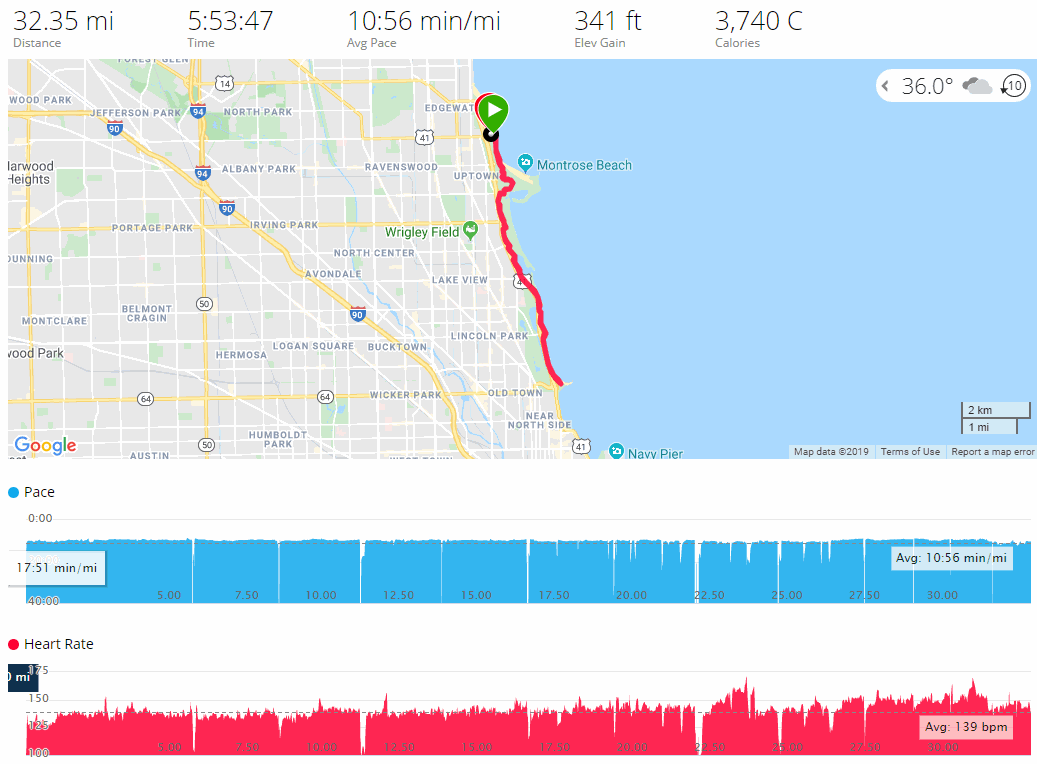 32.35 mi 5:53:47 10:56 min/mi 341 ft 3,740 C
Distance Time Avg Pace Elev Gain Calories
FOREST GLEN
14
36.0° 10
WOOD PARK
EDGEWAT
JEFFERSON PARK 94 NORTH PARK
90
41
Harwood
Heights
94 ALBANY PARK RAVENSWOOD Montrose Beach
UPTOWN
90
PORTAGE PARK IRVING PARK Wrigley Field
DUNNING NORTH CENTER
AVONDALE LAKE VIEW
50
BELMONT
CRAGIN
90
MONTCLARE
LINCOLN PARK
wood Park HERMOSA LOGAN SQUARE BUCKTOWN
64 64 WICKER PARK OLD TOWN
2 km
NEAR
NORTH SIDE
1 mi
HUMBOLDT
PARK
Google 50 41
AUSTIN WEST TOWN Navy Pier
Map data ©2019 Terms of Use Report a map error
Pace
0:00
17:51 min/mi Avg: 10:56 min/mi
40:00 5.00 7.50 10.00 12.50 15.00 17.50 20.00 22.50 25.00 27.50 30.00
Heart Rate
175
0 mi
150
125 Avg: 139 bpm
100 5.00 7.50 10.00 12.50 15.00 17.50 20.00 22.50 25.00 27.50 30.00